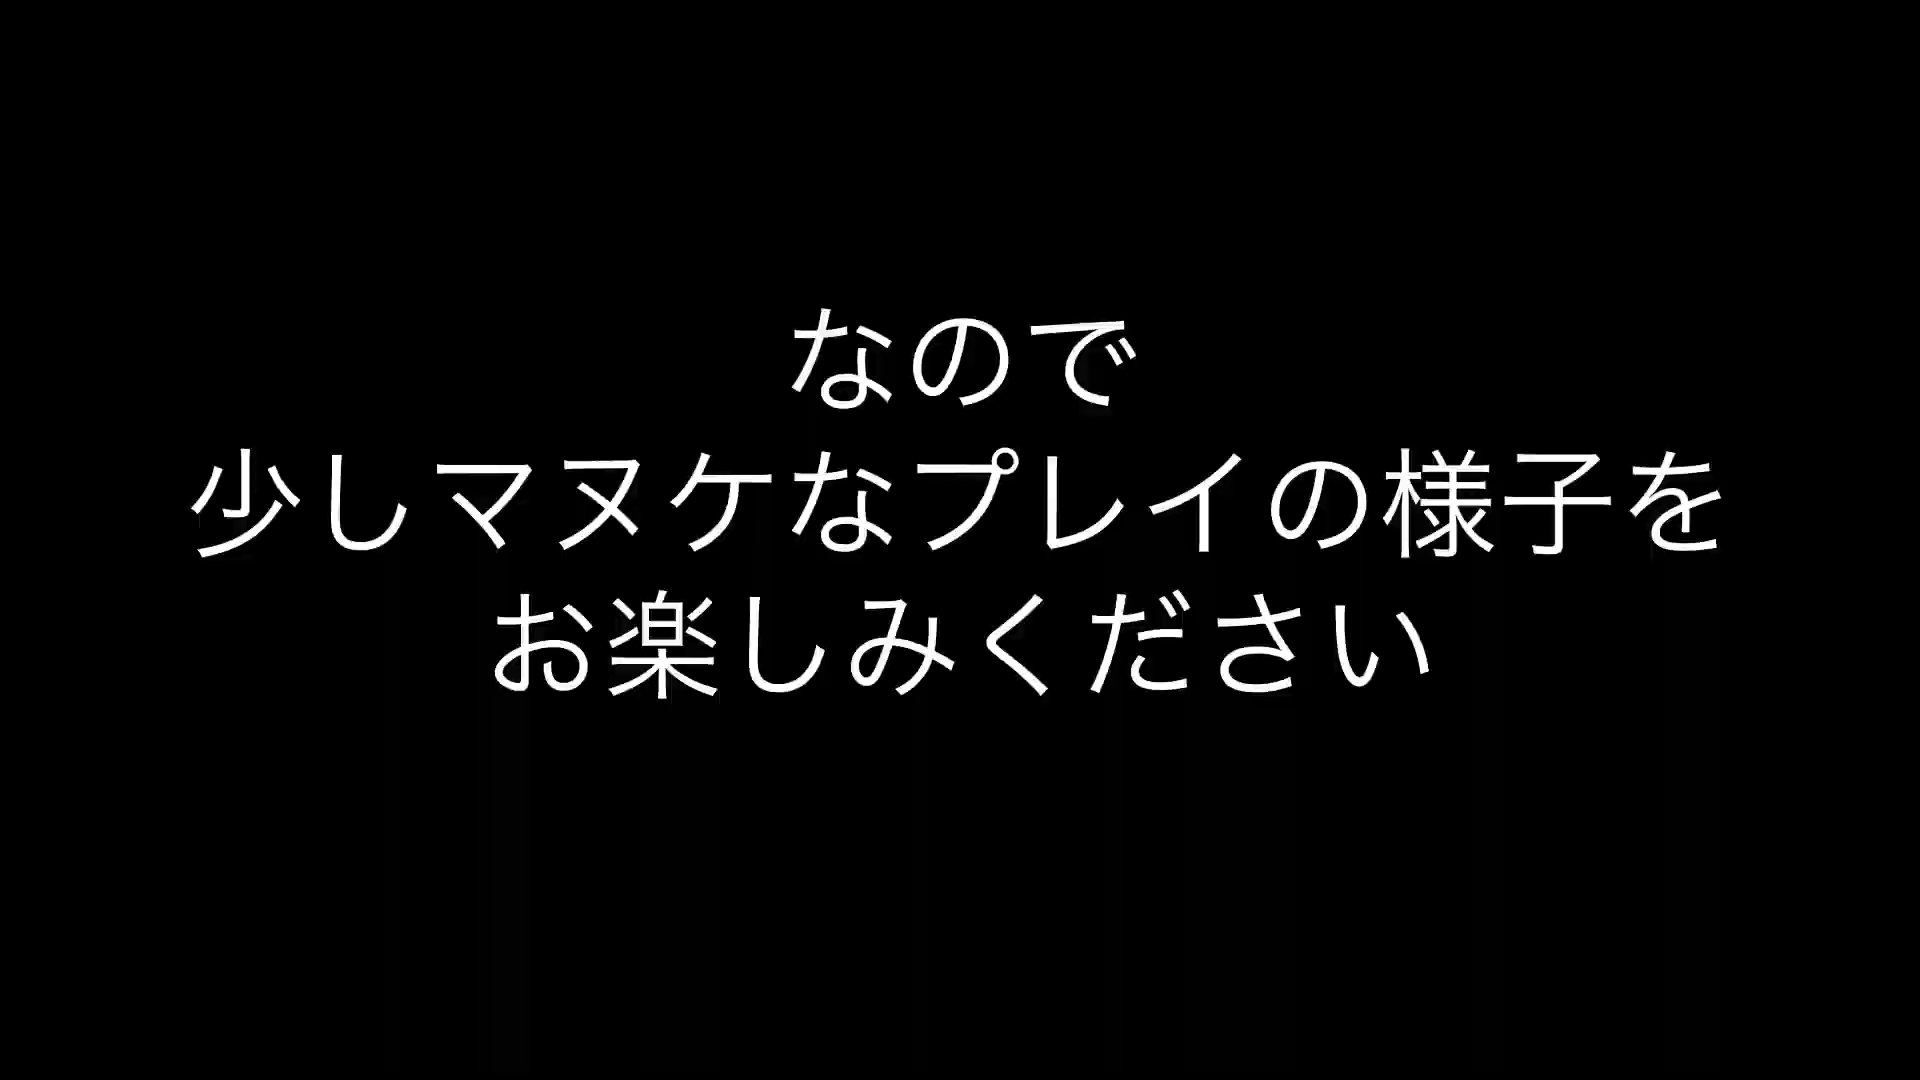 なので
少しマヌケなプレイの様子を
お楽しみください